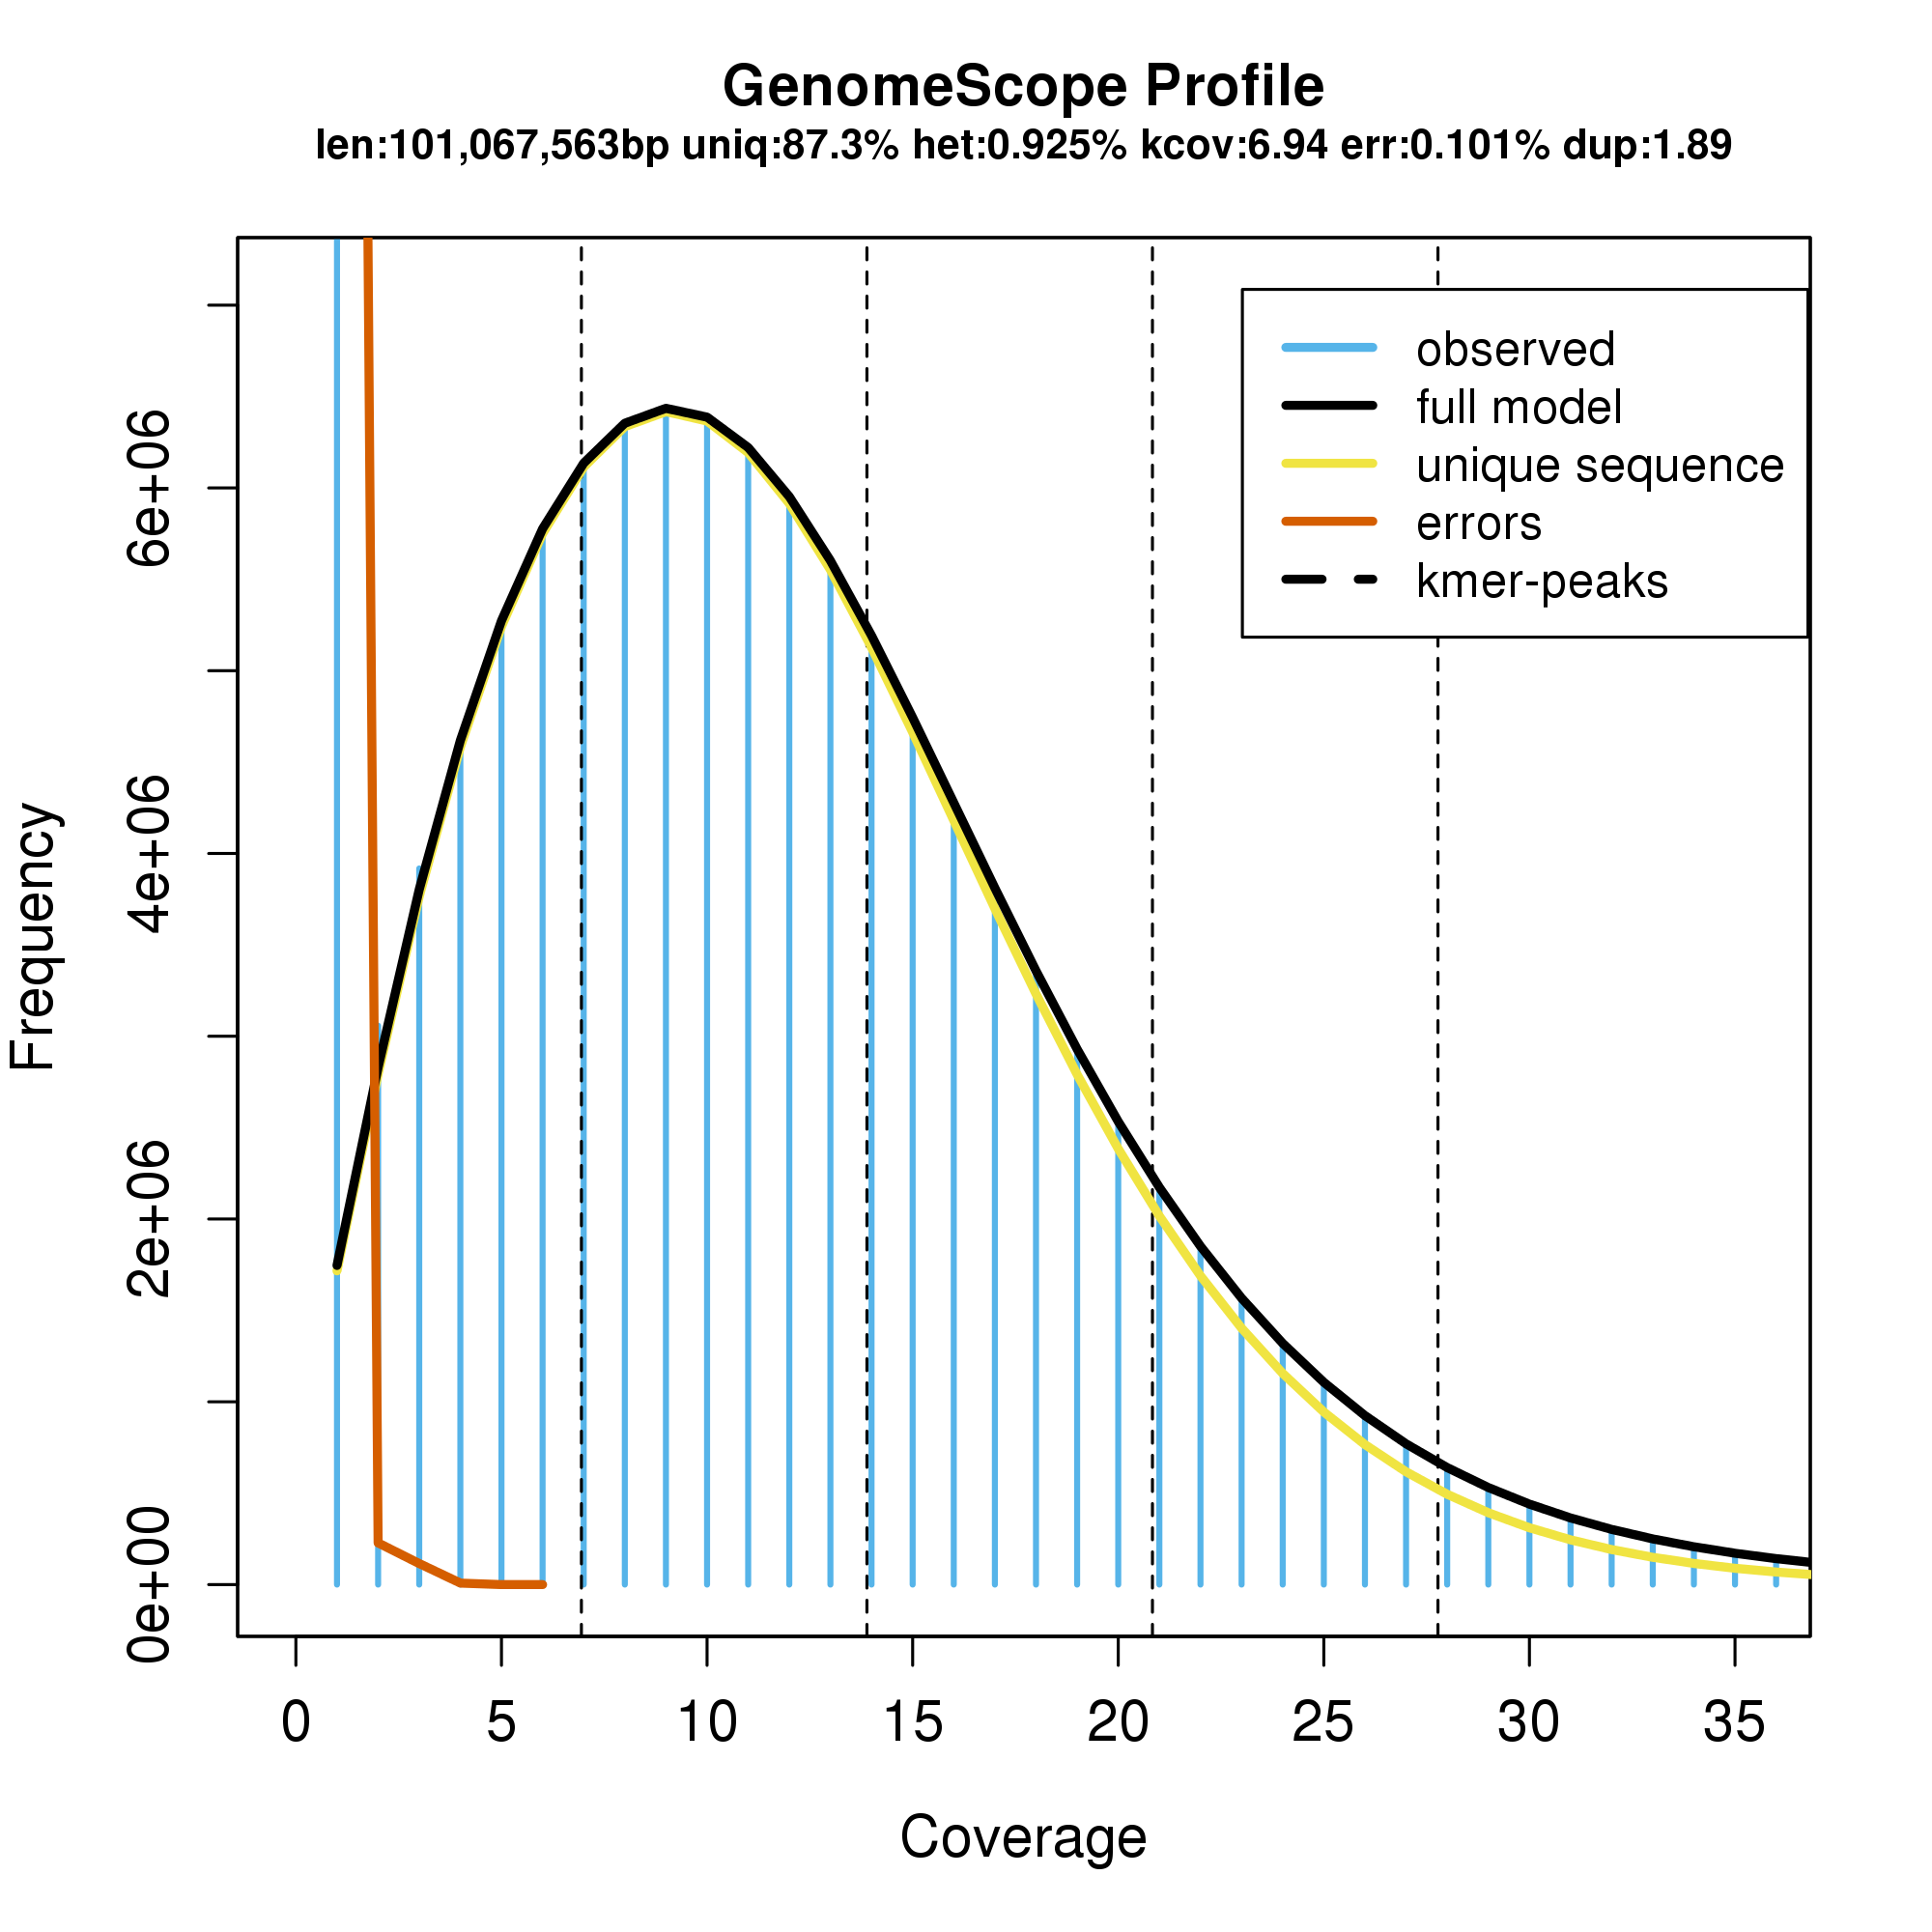 GenomeScope Profile
len:101,067,563bp uniq:87.3% het:0.925% kcov:6.94 err:0.101% dup:1.89
observed
full model
unique sequence
errors
kmer-peaks
Frequency
6e+06
4e+06
2e+06
0e+00
0 5 10 15 20 25 30 35
Coverage